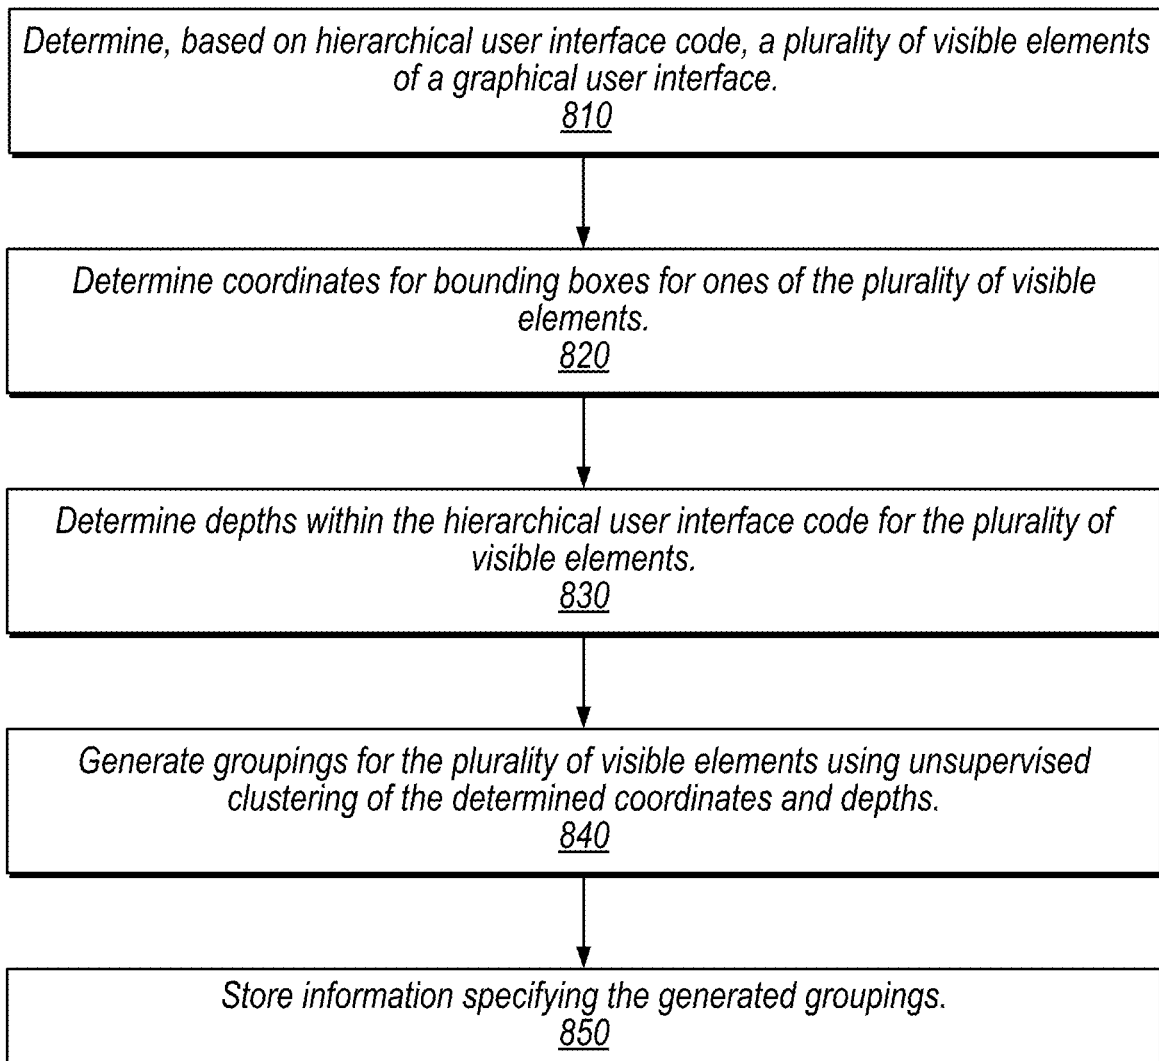 Determine, based on hierarchical user interface code, a plurality of visible elements
of a graphical user interface.
810
Determine coordinates for bounding boxes for ones of the plurality of visible
elements.
820
Determine depths within the hierarchical user interface code for the plurality of
visible elements.
830
Generate groupings for the plurality of visible elements using unsupervised
clustering of the determined coordinates and depths.
840
Store information specifying the generated groupings.
850